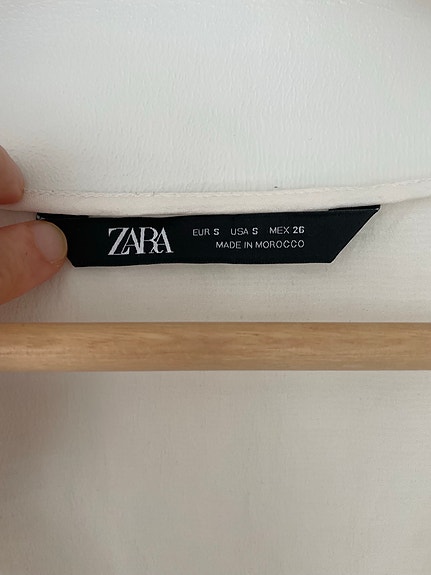 ZARA
EUR S USA S MEX 26
MADE IN MOROCCO